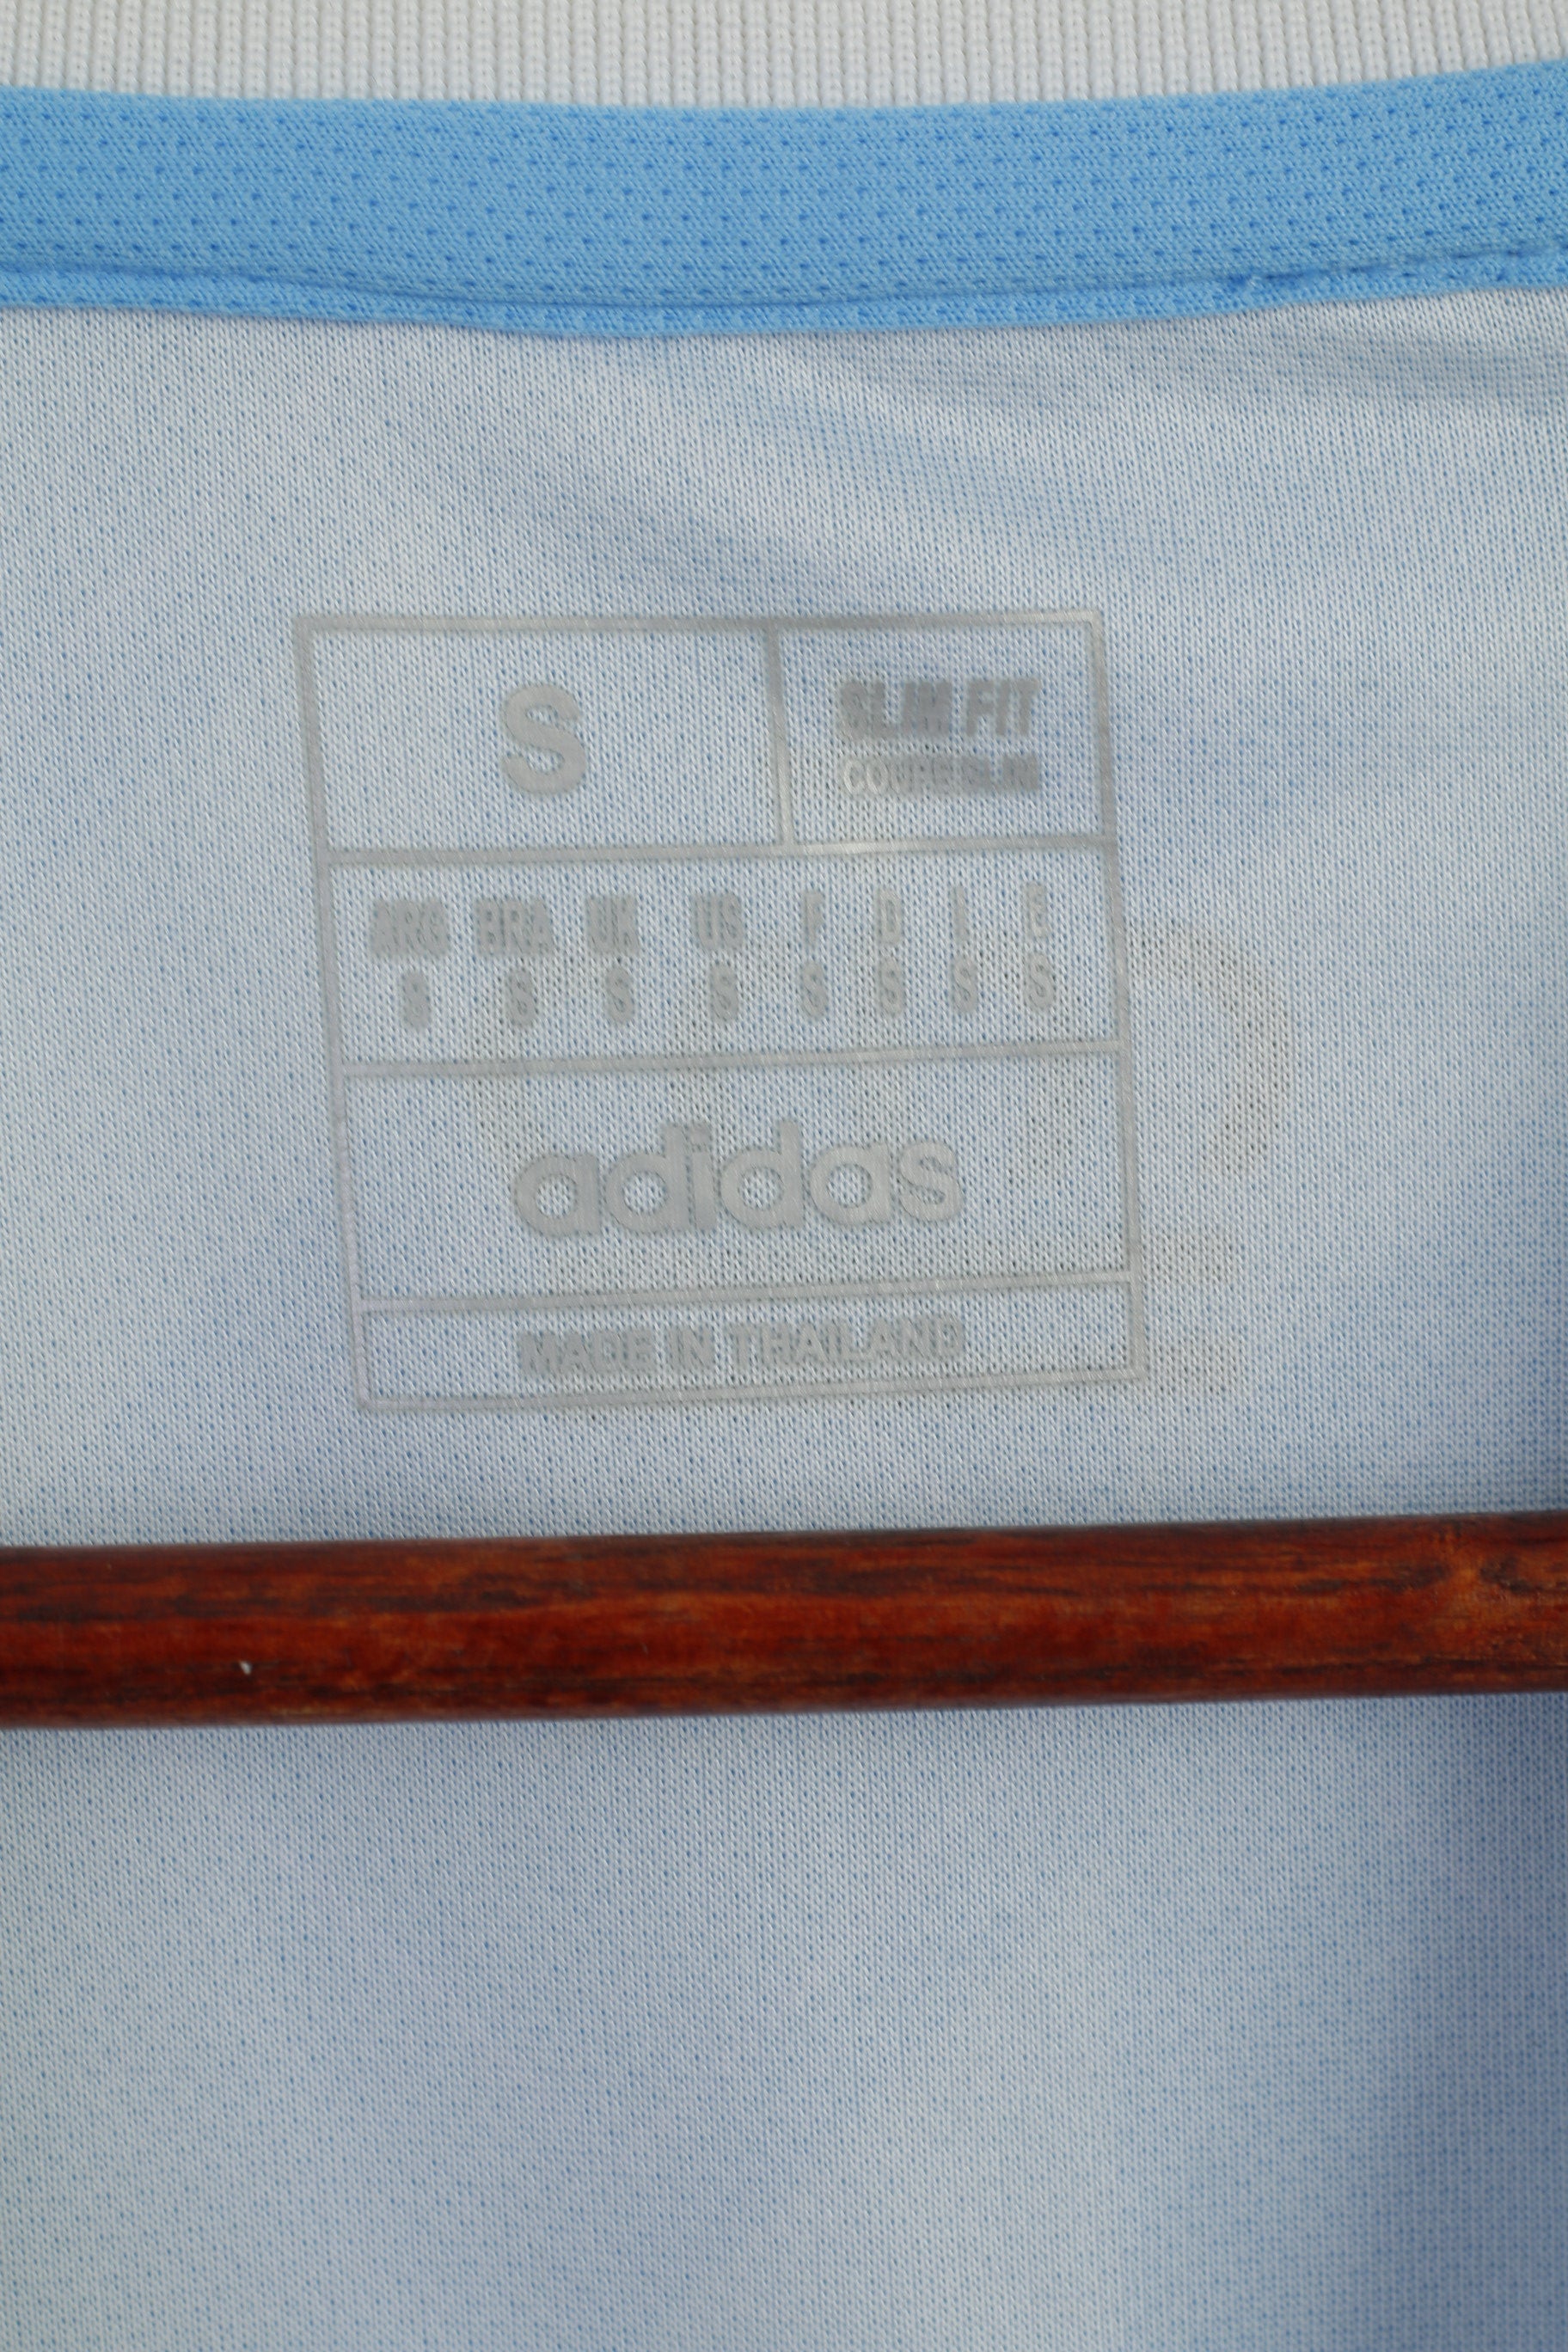 S
SLIM FIT
COUPE SLIM
ARG BRA UK US F D I E
S S S S S S S S
adidas
MADE IN THAILAND